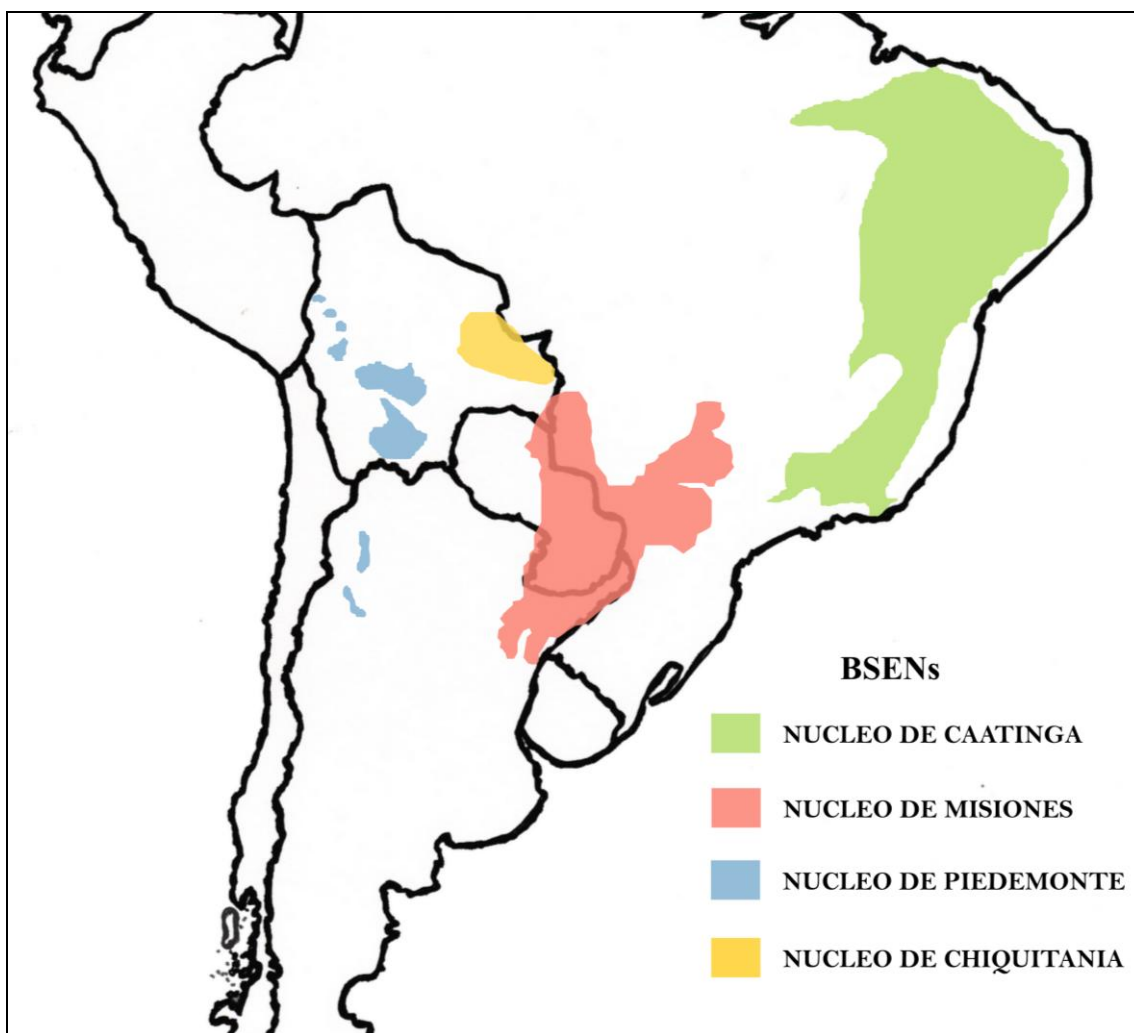 BSENs
NUCLEO DE CAATINGA
NUCLEO DE MISIONES
NUCLEO DE PIEDEMONTE
NUCLEO DE CHIQUITANIA